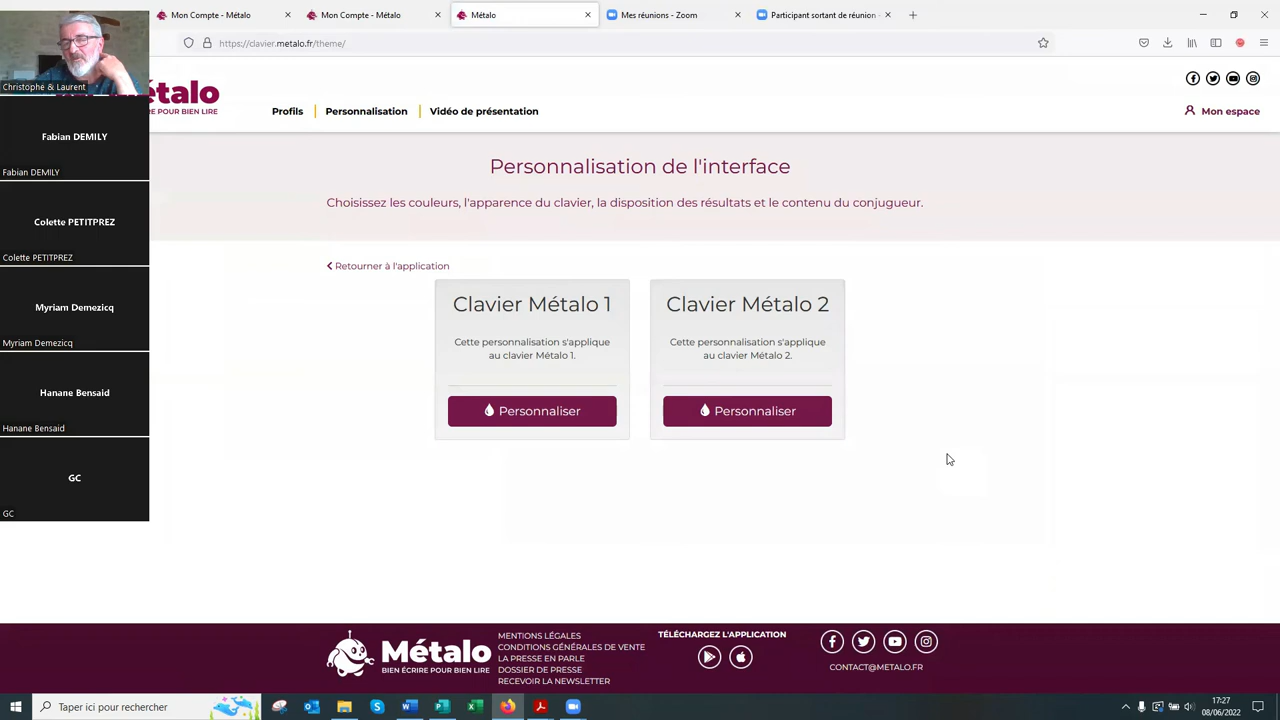 Mon Compte - Métalo
Mon Compte - Métalo
Métalo
Mes réunions - Zoom
Participant sortant de réunion
https://clavier.metalo.fr/theme/
Christophe & Laurent
étalo
ÉCRIRE POUR BIEN LIRE
Profils
Personnalisation
Vidéo de présentation
Mon espace
Fabian DEMILY
Fabian DEMILY
Colette PETITPREZ
Colette PETITPREZ
Myriam Demezicq
Myriam Demezicq
Hanane Bensaid
Hanane Bensaid
GC
GC
Personnalisation de l'interface
Choisissez les couleurs, l'apparence du clavier, la disposition des résultats et le contenu du conjugueur.
Retourner à l'application
Clavier Métalo 1
Cette personnalisation s'applique
au clavier Métalo 1.
Personnaliser
Clavier Métalo 2
Cette personnalisation s'applique
au clavier Métalo 2.
Personnaliser
Métalo
BIEN ÉCRIRE POUR BIEN LIRE
MENTIONS LÉGALES
CONDITIONS GÉNÉRALES DE VENTE
LA PRESSE EN PARLE
DOSSIER DE PRESSE
RECEVOIR LA NEWSLETTER
TÉLÉCHARGEZ L'APPLICATION
CONTACT@METALO.FR
Taper ici pour rechercher
17:27
08/06/2022